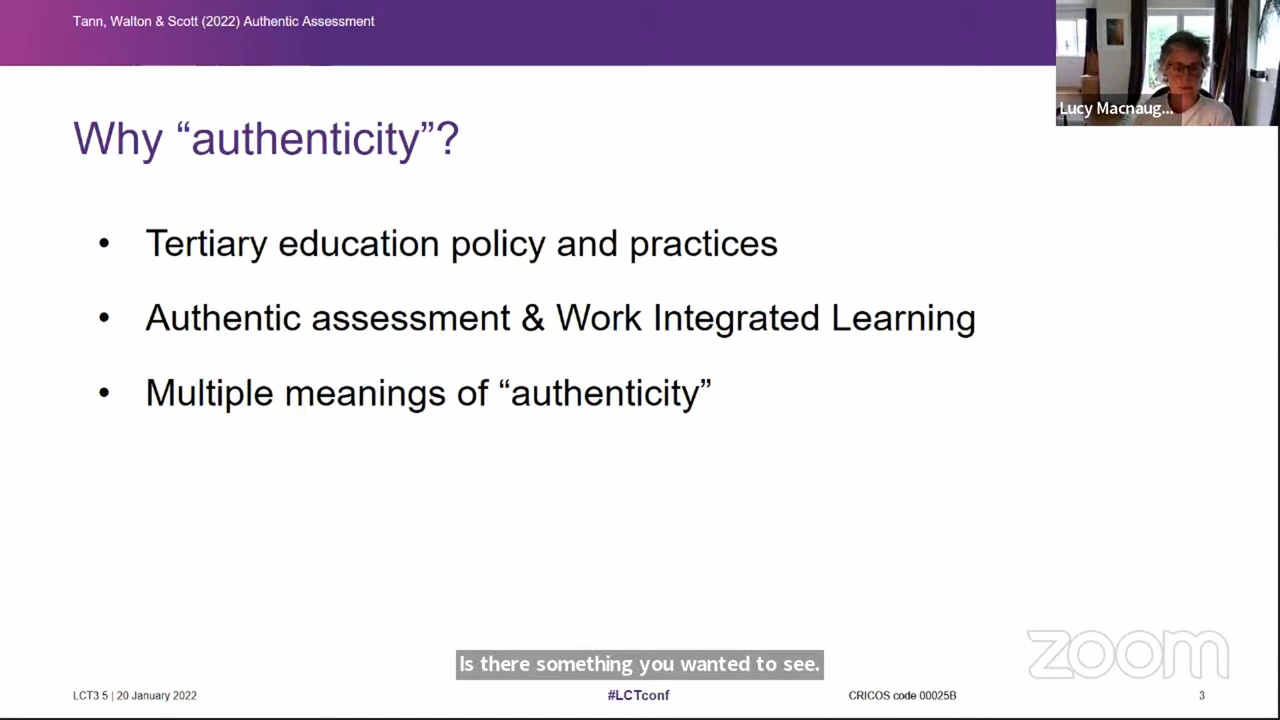 Tann, Walton & Scott (2022) Authentic Assessment
Lucy Macnaug...
Why “authenticity”?
• Tertiary education policy and practices
• Authentic assessment & Work Integrated Learning
• Multiple meanings of “authenticity”
zoom
Is there something you wanted to see.
LCT3 5 | 20 January 2022
#LCTconf
CRICOS code 00025B
3